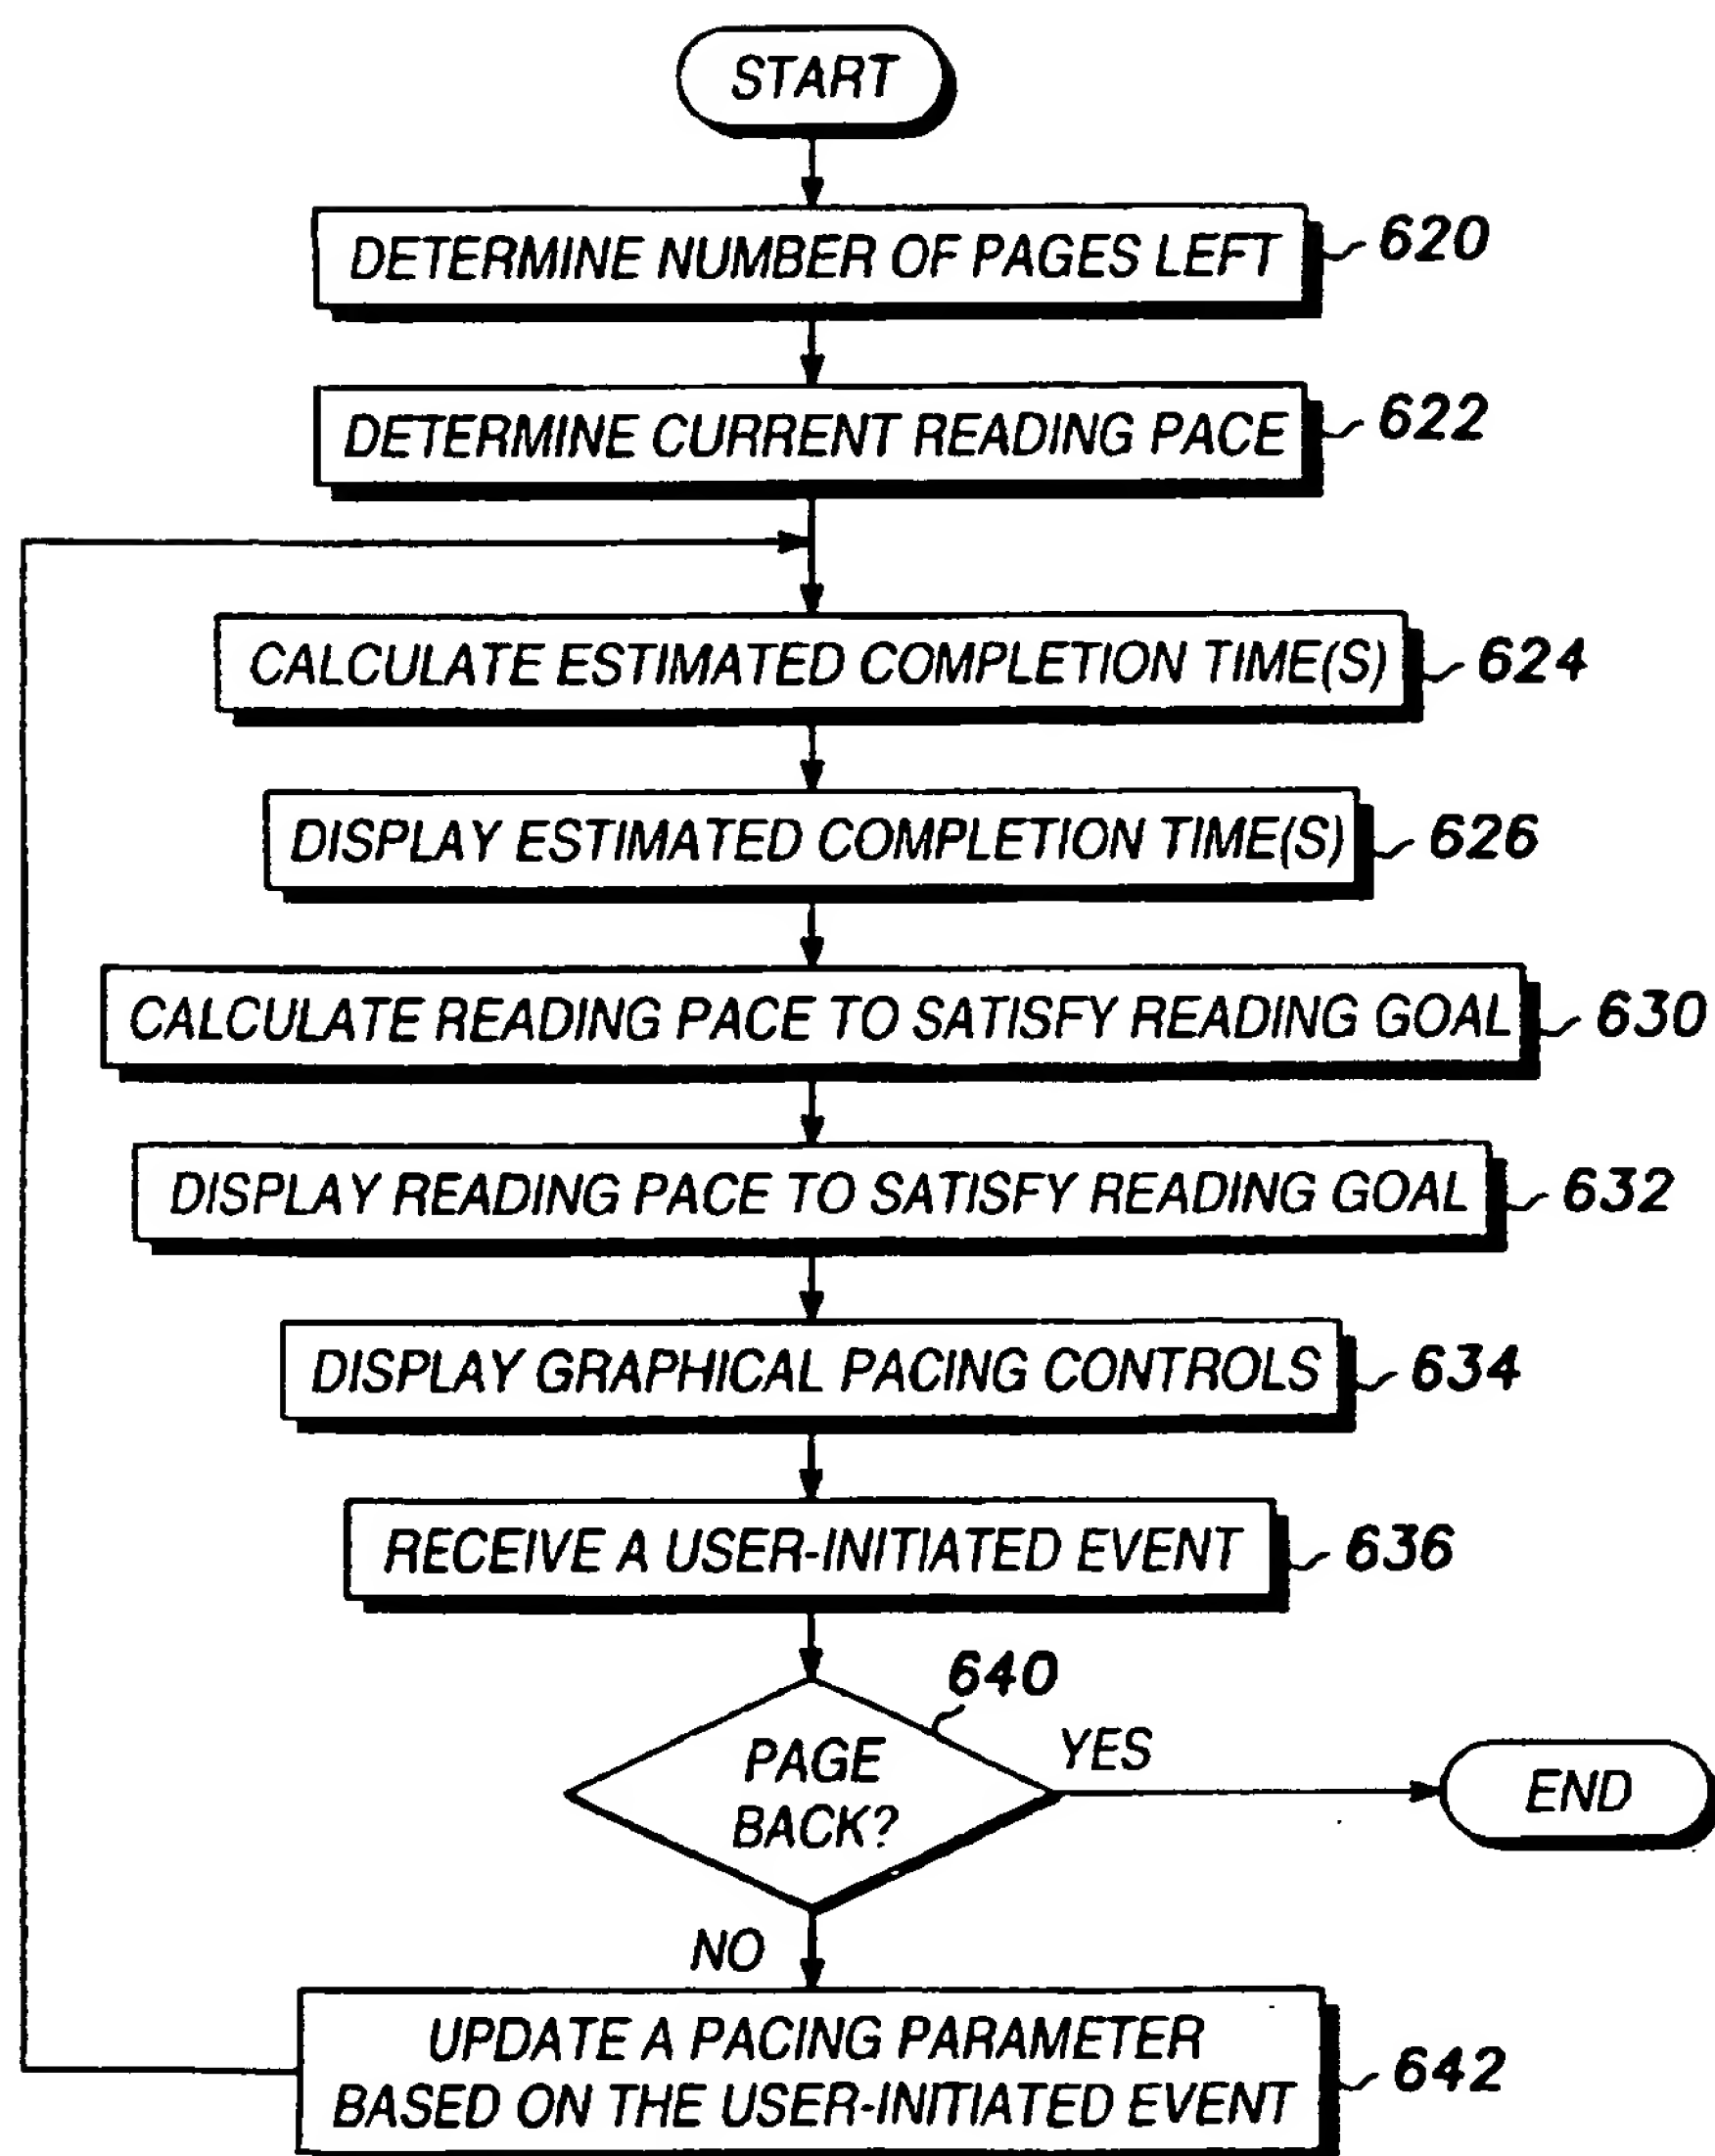 START
DETERMINE NUMBER OF PAGES LEFT
620
DETERMINE CURRENT READING PACE
622
CALCULATE ESTIMATED COMPLETION TIME(S)
624
DISPLAY ESTIMATED COMPLETION TIME(S)
626
CALCULATE READING PACE TO SATISFY READING GOAL
630
DISPLAY READING PACE TO SATISFY READING GOAL
632
DISPLAY GRAPHICAL PACING CONTROLS
634
RECEIVE A USER-INITIATED EVENT
636
640
PAGE
BACK?
YES
END
NO
UPDATE A PACING PARAMETER
BASED ON THE USER-INITIATED EVENT
642